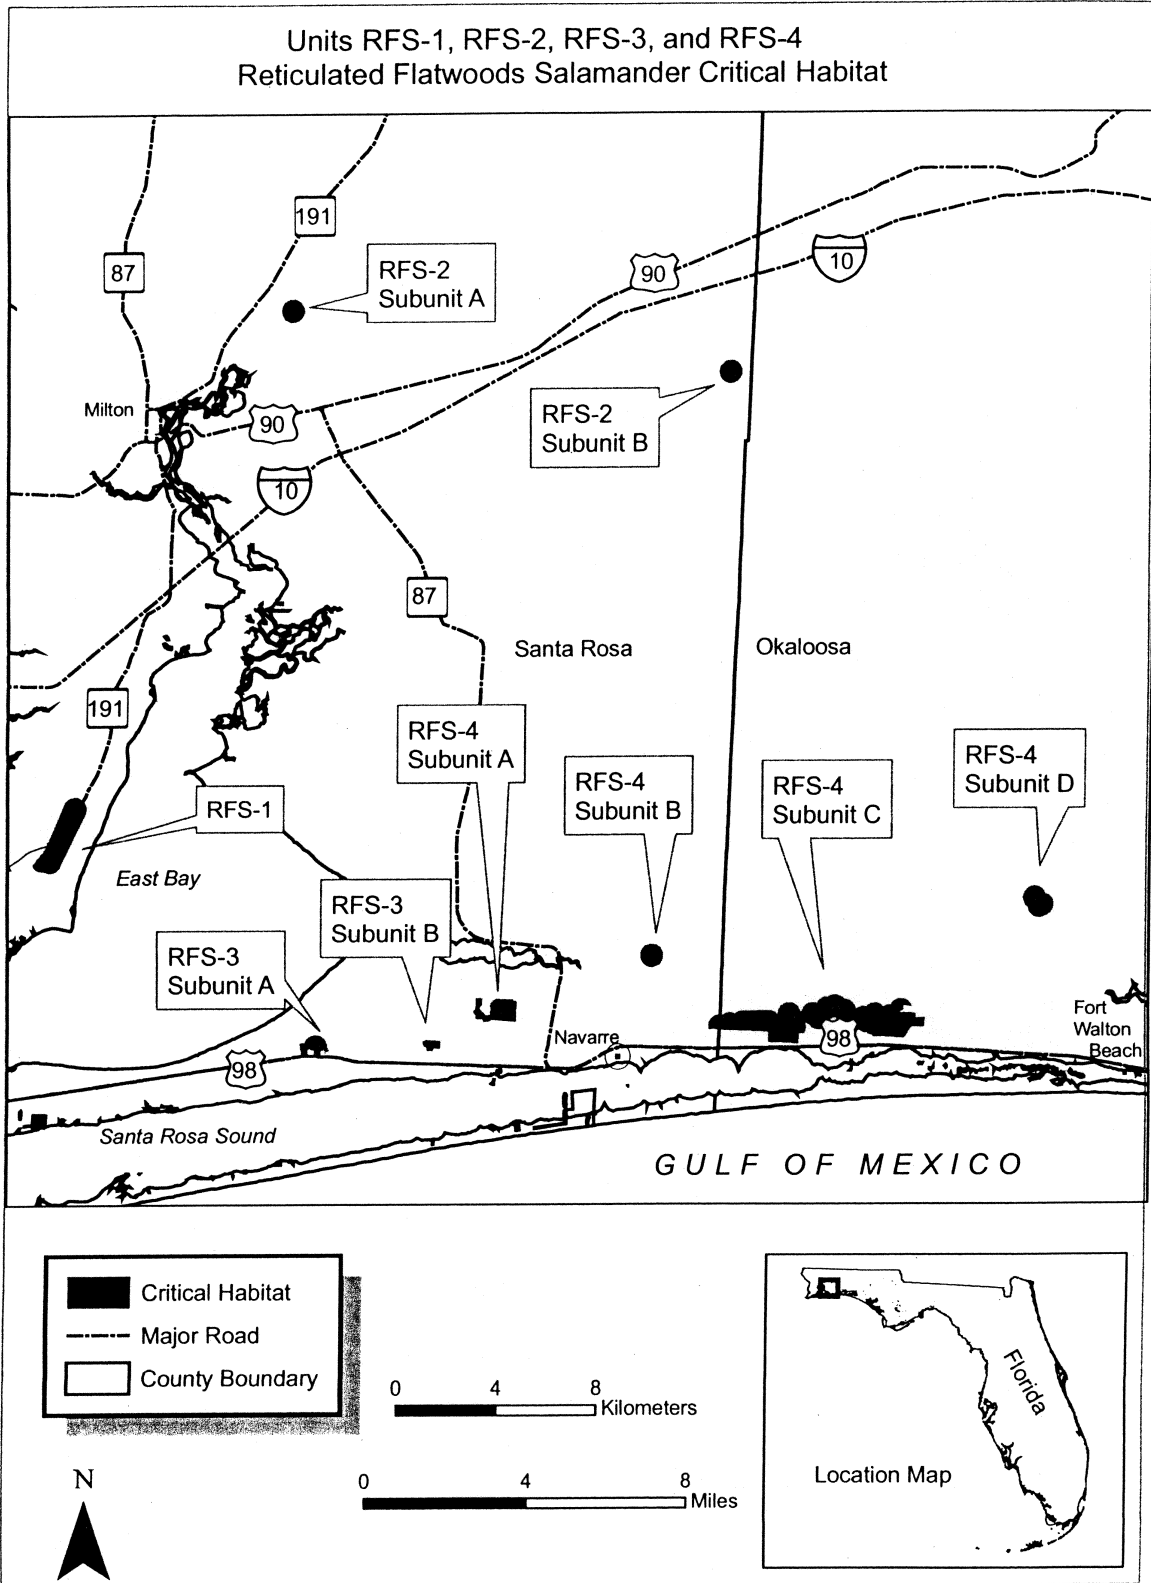 Units RFS-1, RFS-2, RFS-3, and RFS-4
Reticulated Flatwoods Salamander Critical Habitat
191
87
RFS-2
Subunit A
90
10
Milton
90
RFS-2
Subunit B
10
87
Santa Rosa
Okaloosa
191
RFS-4
Subunit A
RFS-4
Subunit B
RFS-4
Subunit C
RFS-4
Subunit D
RFS-1
East Bay
RFS-3
Subunit B
RFS-3
Subunit A
Navarre
98
Fort
Walton
Beach
98
Santa Rosa Sound
GULF OF MEXICO
Critical Habitat
Major Road
County Boundary
0 4 8
Kilometers
0 4 8
Miles
N
Florida
Location Map